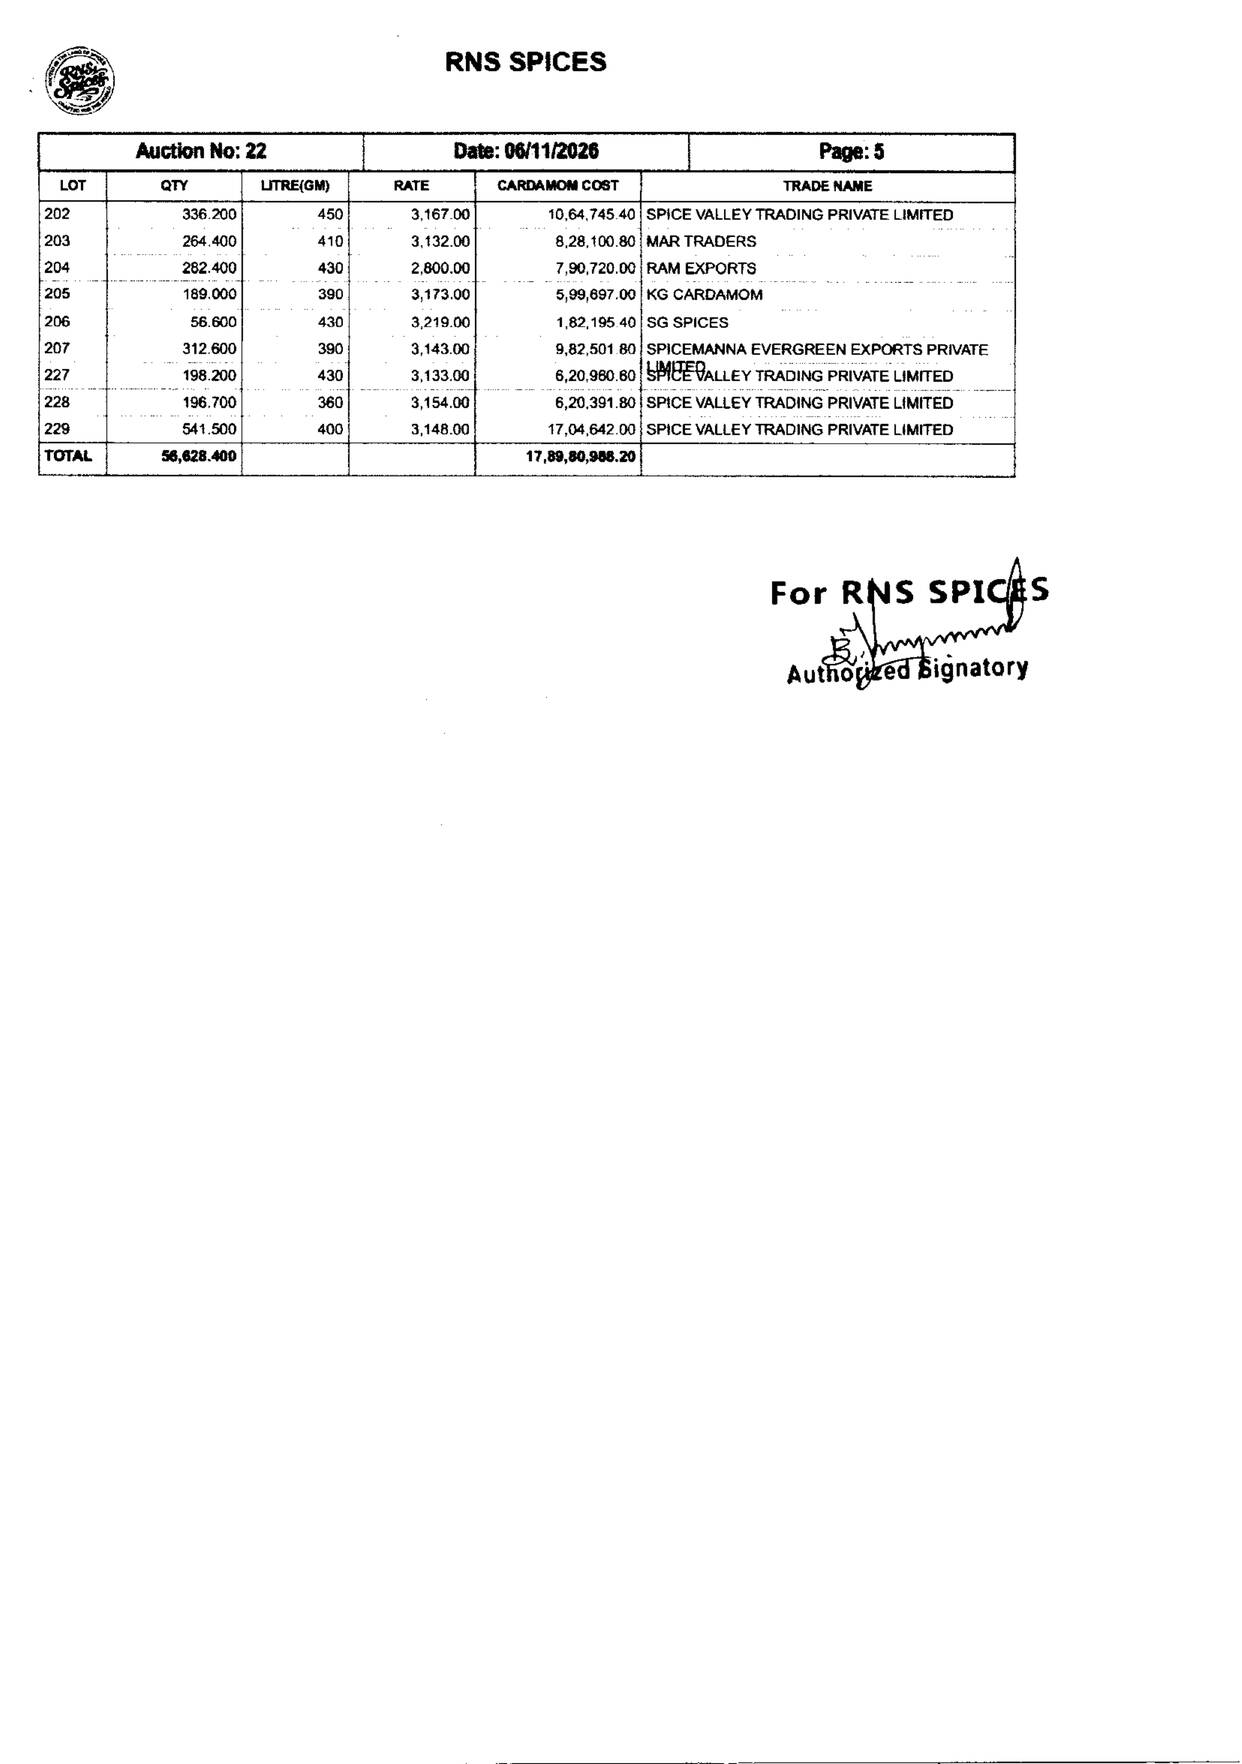 RNS SPICES
RNS Spices
Auction No: 22 Date: 06/11/2026 Page: 5
LOT QTY LITRE(GM) RATE CARDAMOM COST TRADE NAME
202 336.200 450 3,167.00 10,64,745.40 SPICE VALLEY TRADING PRIVATE LIMITED
203 264.400 410 3,132.00 8,28,100.80 MAR TRADERS
204 282.400 430 2,800.00 7,90,720.00 RAM EXPORTS
205 189.000 390 3,173.00 5,99,697.00 KG CARDAMOM
206 56.600 430 3,219.00 1,82,195.40 SG SPICES
207 312.600 390 3,143.00 9,82,501.80 SPICEMANNA EVERGREEN EXPORTS PRIVATE
LIMITED
227 198.200 430 3,133.00 6,20,960.60 SPICE VALLEY TRADING PRIVATE LIMITED
228 196.700 360 3,154.00 6,20,391.80 SPICE VALLEY TRADING PRIVATE LIMITED
229 541.500 400 3,148.00 17,04,642.00 SPICE VALLEY TRADING PRIVATE LIMITED
TOTAL 56,628.400 17,89,80,988.20
For RNS SPICES
Authorized Signatory